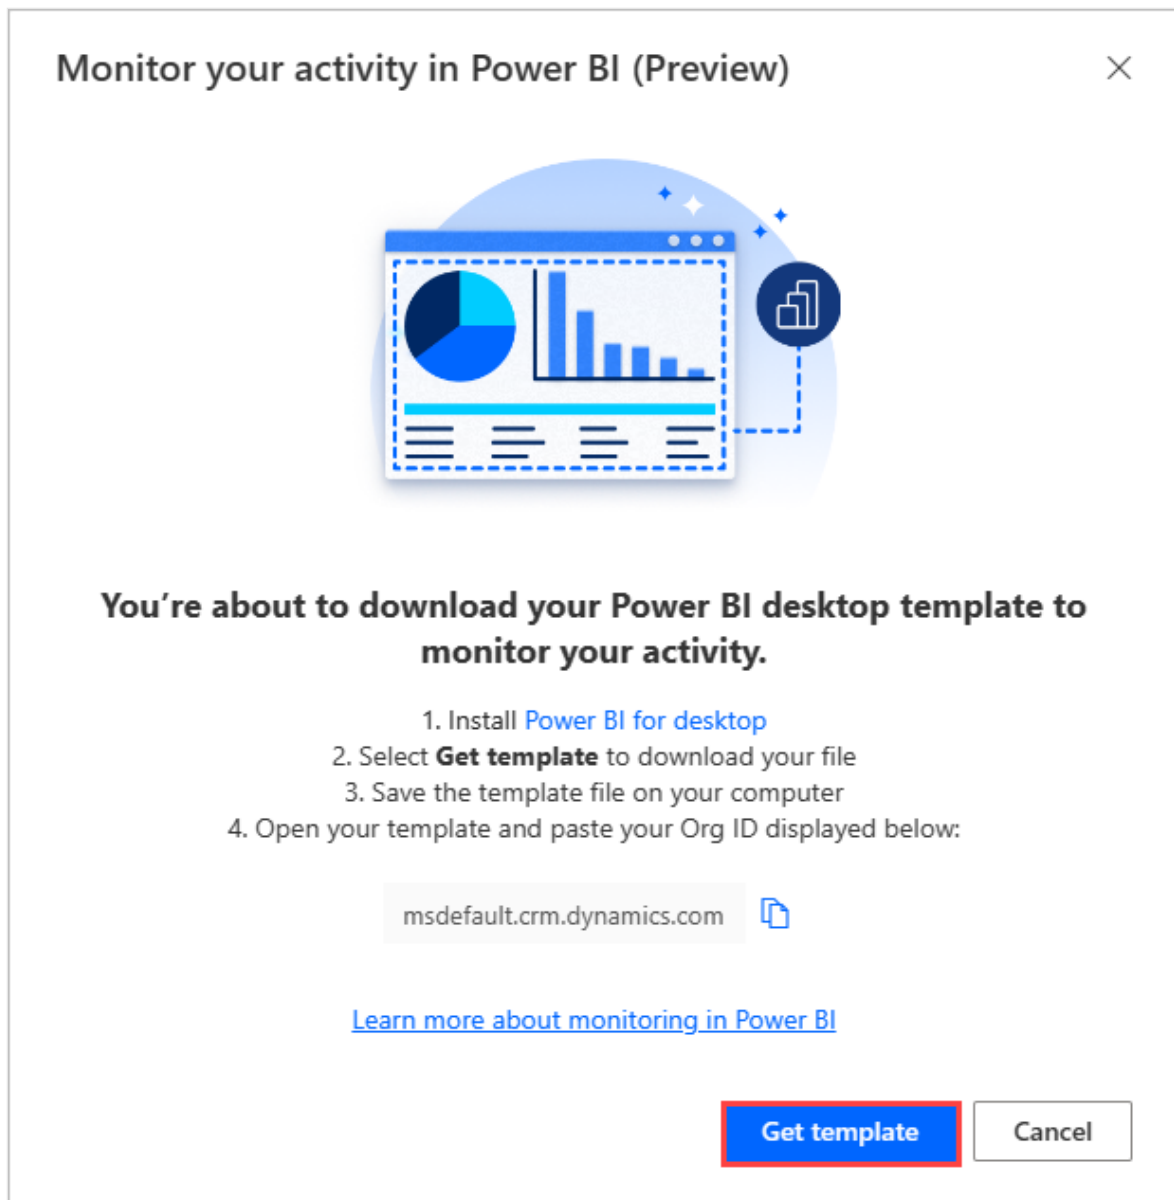 Monitor your activity in Power BI (Preview)
You’re about to download your Power BI desktop template to
monitor your activity.
1. Install Power BI for desktop
2. Select Get template to download your file
3. Save the template file on your computer
4. Open your template and paste your Org ID displayed below:
msdefault.crm.dynamics.com
Learn more about monitoring in Power BI
Get template
Cancel